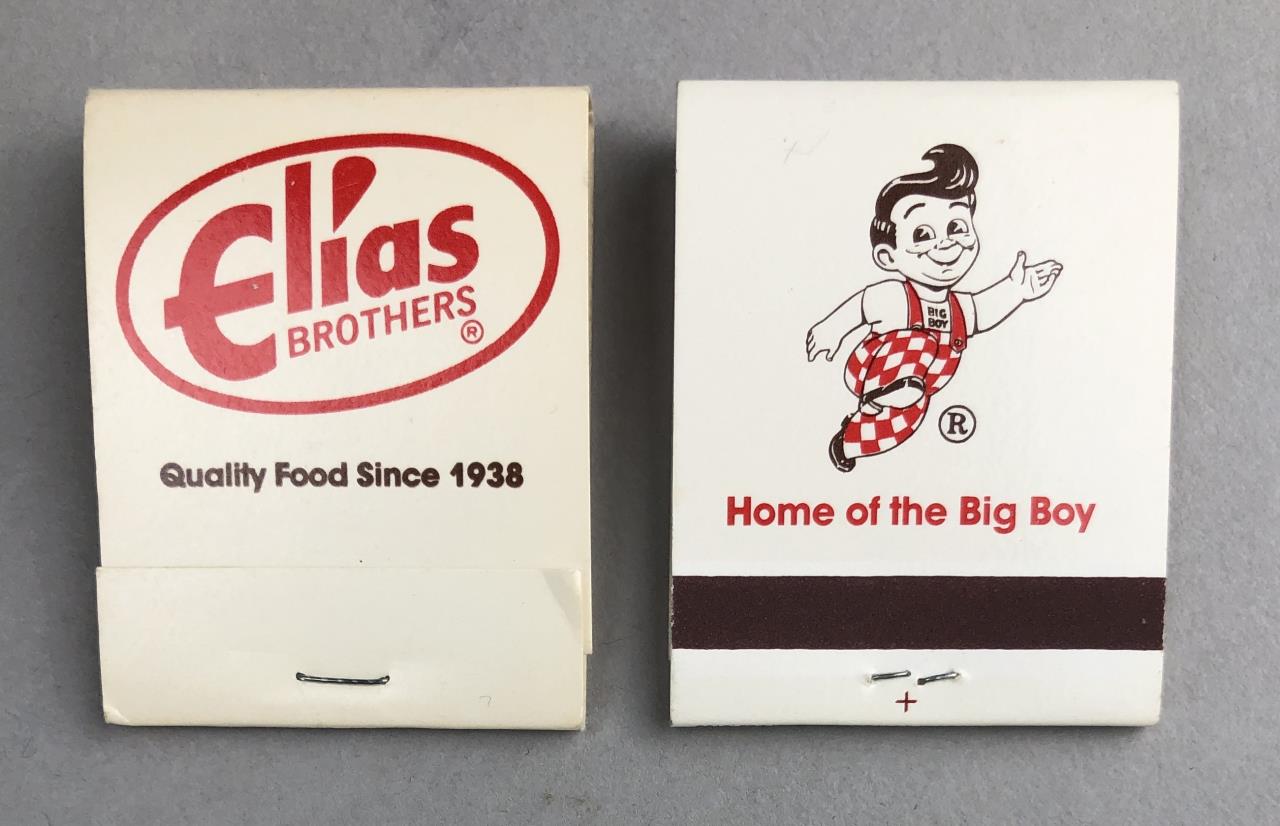 Elias
BROTHERS
®
Quality Food Since 1938
BIG
BOY
®
Home of the Big Boy